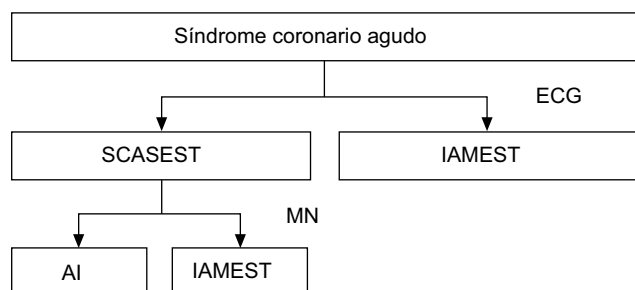 Síndrome coronario agudo
ECG
SCASEST
IAMEST
MN
AI
IAMEST